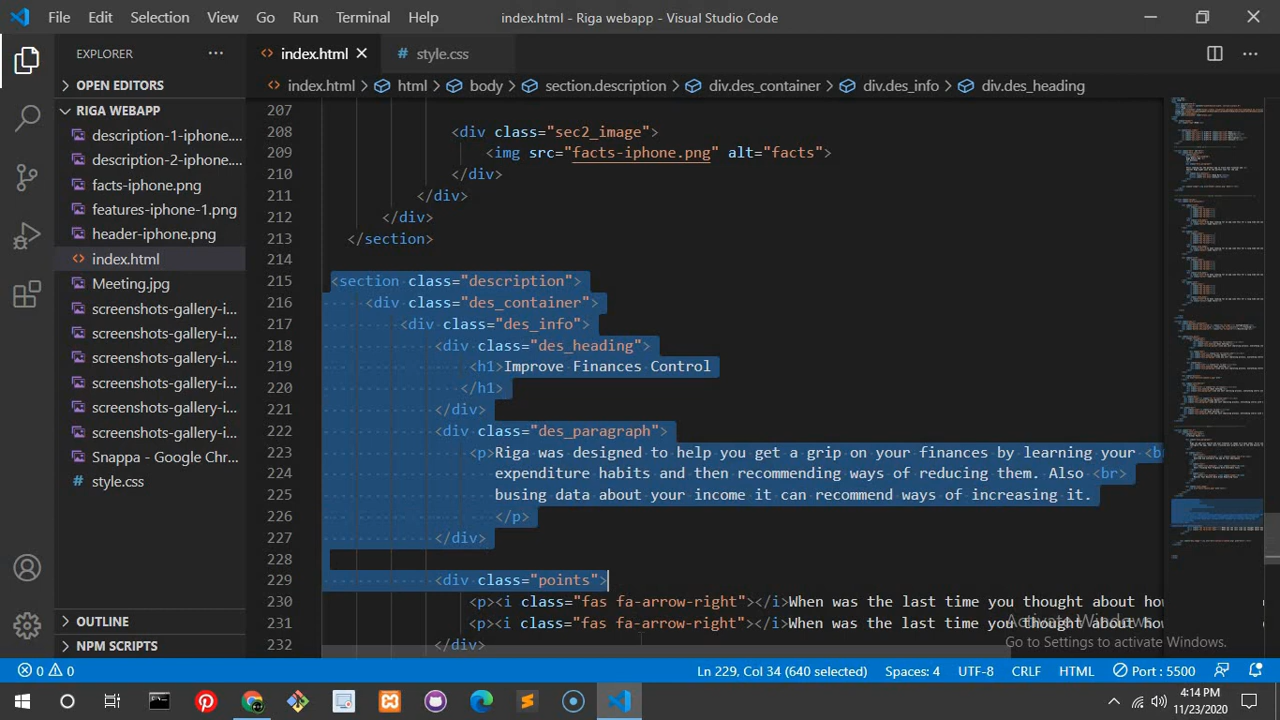 File Edit Selection View Go Run Terminal Help index.html - Riga webapp - Visual Studio Code
EXPLORER
OPEN EDITORS
RIGA WEBAPP
description-1-iphone....
description-2-iphone....
facts-iphone.png
features-iphone-1.png
header-iphone.png
index.html
Meeting.jpg
screenshots-gallery-i...
screenshots-gallery-i...
screenshots-gallery-i...
screenshots-gallery-i...
screenshots-gallery-i...
screenshots-gallery-i...
Snappa - Google Chr...
style.css
OUTLINE
NPM SCRIPTS
index.html style.css
index.html > html > body > section.description > div.des_container > div.des_info > div.des_heading
207
208 <div class="sec2_image">
209 <img src="facts-iphone.png" alt="facts">
210 </div>
211 </div>
212 </div>
213 </section>
214
215 <section class="description">
216 <div class="des_container">
217 <div class="des_info">
218 <div class="des_heading">
219 <h1>Improve Finances Control
220 </h1>
221 </div>
222 <div class="des_paragraph">
223 <p>Riga was designed to help you get a grip on your finances by learning your <b
224 expenditure habits and then recommending ways of reducing them. Also <br>
225 busing data about your income it can recommend ways of increasing it.
226 </p>
227 </div>
228
229 <div class="points">
230 <p><i class="fas fa-arrow-right"></i>When was the last time you thought about ho
231 <p><i class="fas fa-arrow-right"></i>When was the last time you thought about ho
232 </div>
Activate Windows
Go to Settings to activate Windows.
0 0 Ln 229, Col 34 (640 selected) Spaces: 4 UTF-8 CRLF HTML Port : 5500
4:14 PM
11/23/2020